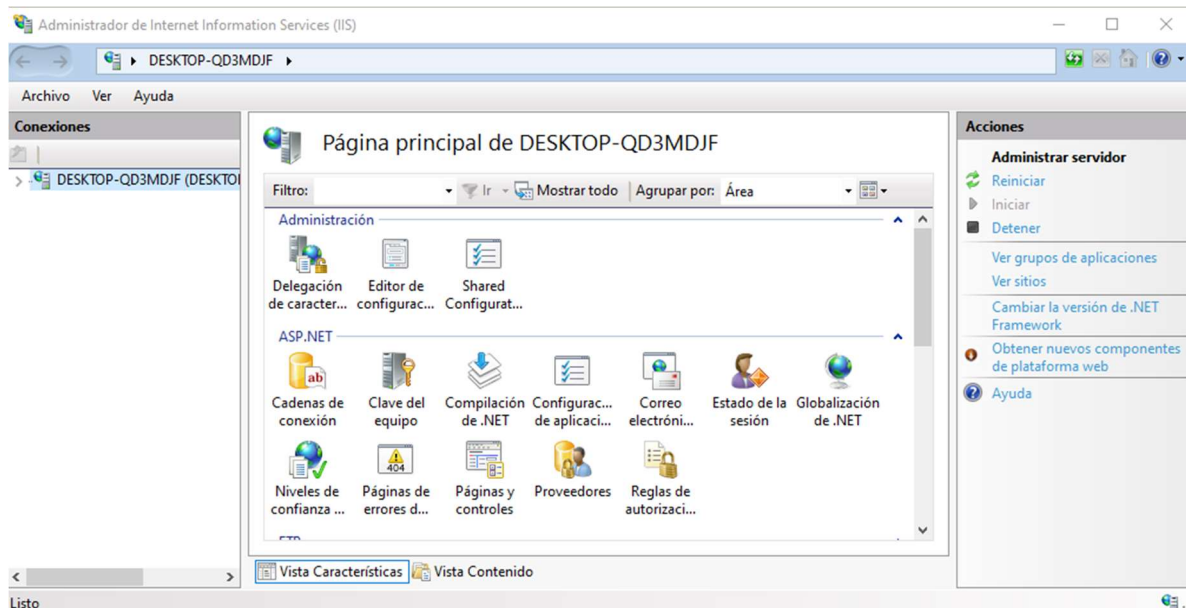 Administrador de Internet Information Services (IIS)
DESKTOP-QD3MDJF
Archivo Ver Ayuda
Conexiones
DESKTOP-QD3MDJF (DESKTO
Página principal de DESKTOP-QD3MDJF
Filtro: Ir Mostrar todo Agrupar por: Área
Administración
Delegación Editor de Shared
de caracter... configurac... Configurat...
ASP.NET
ab
Cadenas de Clave del Compilación Configurac... Correo Estado de la Globalización
conexión equipo de .NET de aplicaci... electróni... sesión de .NET
404
Niveles de Páginas de Páginas y Proveedores Reglas de
confianza ... errores d... controles autorizaci...
FTP
Vista Características Vista Contenido
Acciones
Administrar servidor
Reiniciar
Iniciar
Detener
Ver grupos de aplicaciones
Ver sitios
Cambiar la versión de .NET
Framework
Obtener nuevos componentes
de plataforma web
Ayuda
Listo